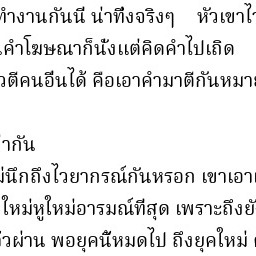 ทำงานกันนี่ น่าทึ่งจริงๆ หัวเขาไ
คำโฆษณาก็นั่งแต่คิดคำไปเถิด
วตีคนอื่นได้ คือเอาคำมาตีกันหมาย
ำกัน
นึกถึงไวยากรณ์กันหรอก เขาเอา
ใหม่หูใหม่อารมณ์ที่สุด เพราะถึงยั
่วผ่าน พอยุคนี้หมดไป ถึงยุคใหม่